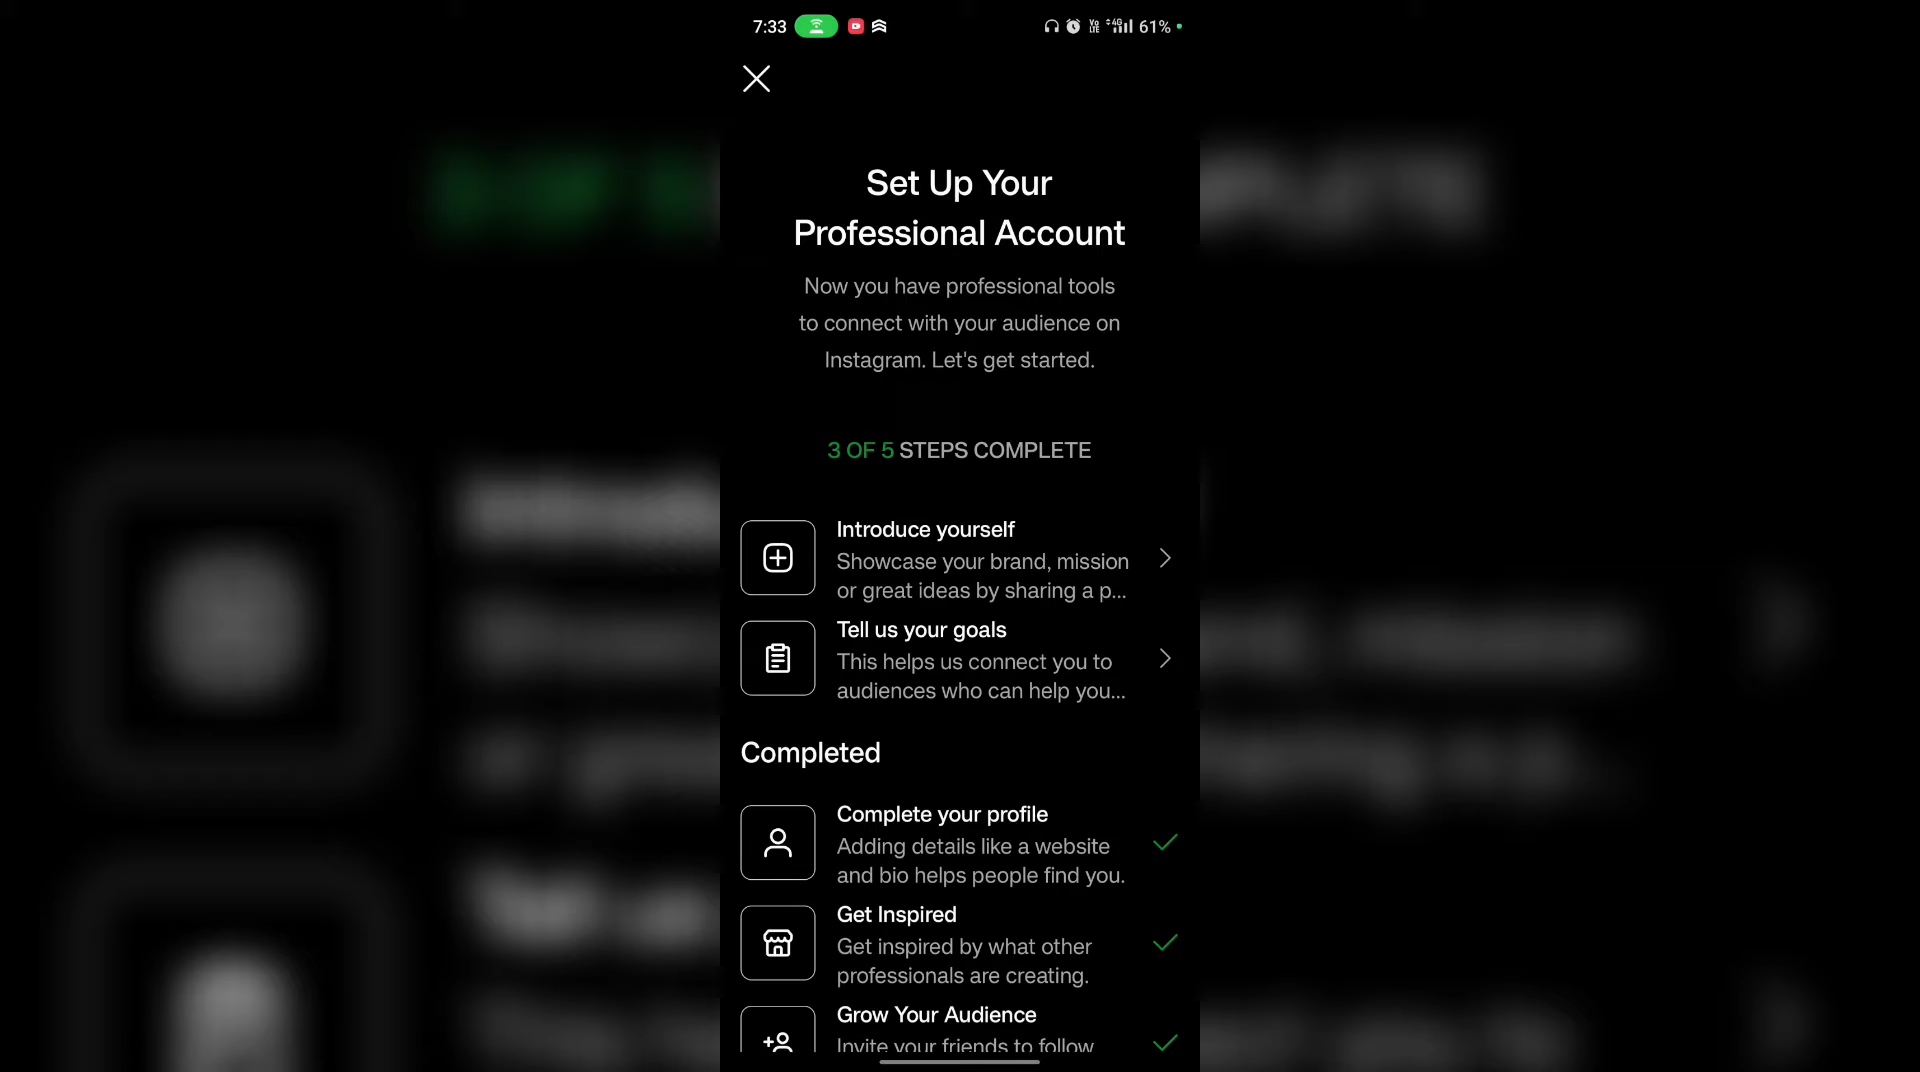 7:33
Vo LTE 4G 61%
Set Up Your
Professional Account
Now you have professional tools
to connect with your audience on
Instagram. Let's get started.
3 OF 5 STEPS COMPLETE
Introduce yourself
Showcase your brand, mission
or great ideas by sharing a p...
Tell us your goals
This helps us connect you to
audiences who can help you...
Completed
Complete your profile
Adding details like a website
and bio helps people find you.
Get Inspired
Get inspired by what other
professionals are creating.
Grow Your Audience
Invite your friends to follow